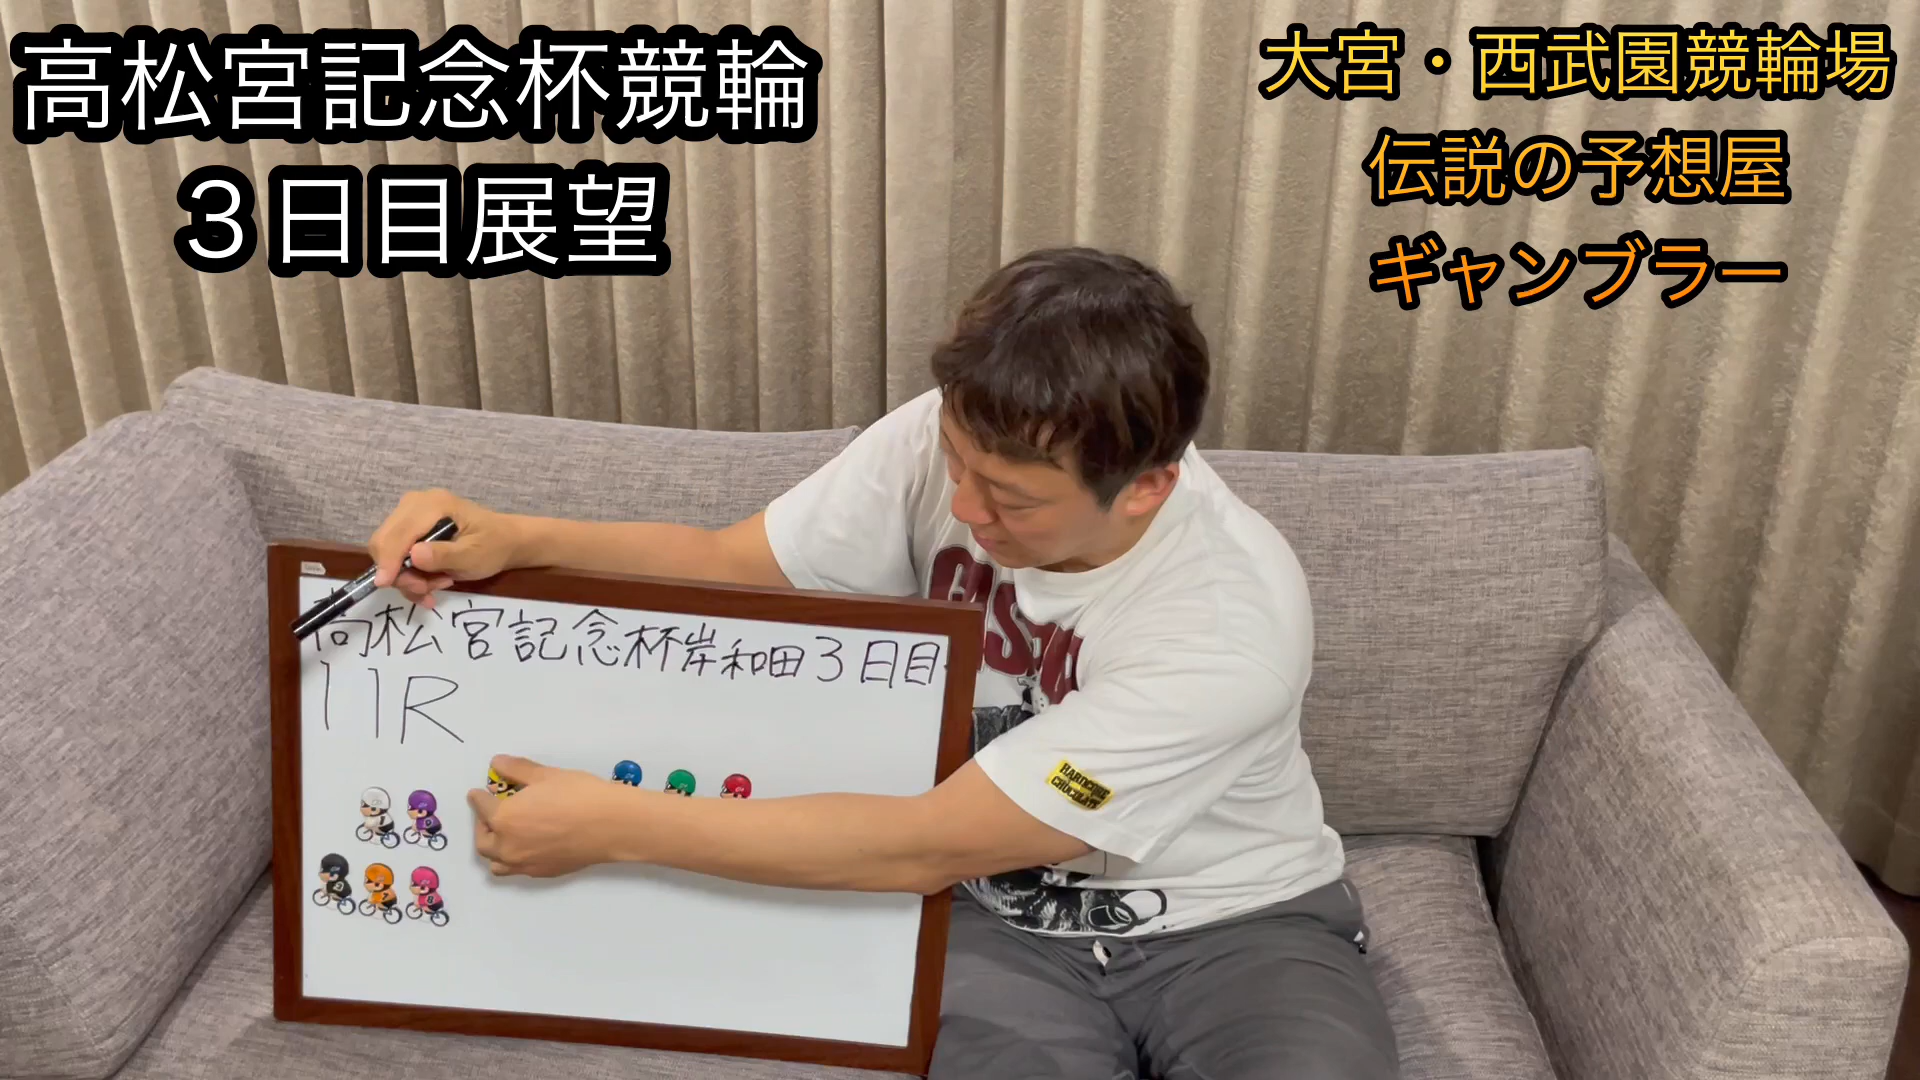 高松宮記念杯競輪
３日目展望
大宮・西武園競輪場
伝説の予想屋
ギャンブラー
高松宮記念杯岸和田3日目
11R
HARDCORE
CHOCOLATE